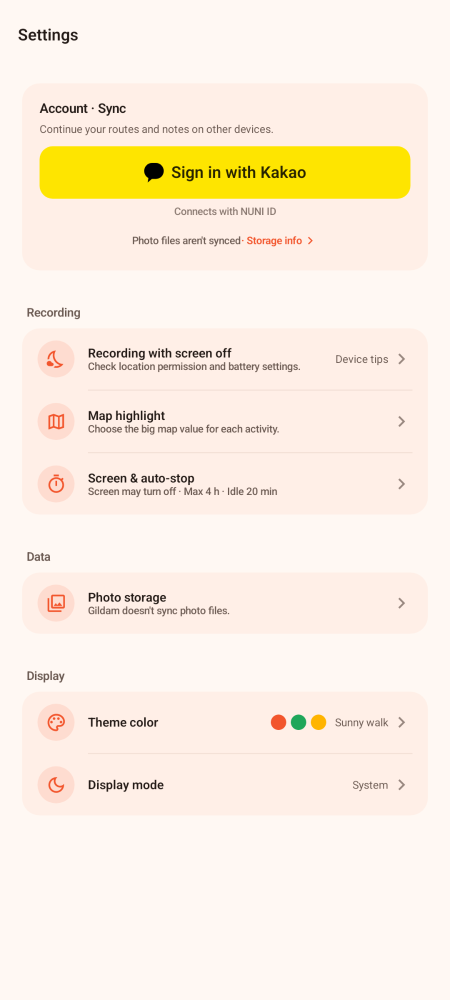 Settings
Account · Sync
Continue your routes and notes on other devices.
Sign in with Kakao
Connects with NUNI ID
Photo files aren't synced · Storage info
Recording
Recording with screen off
Check location permission and battery settings.
Device tips
Map highlight
Choose the big map value for each activity.
Screen & auto-stop
Screen may turn off · Max 4 h · Idle 20 min
Data
Photo storage
Gildam doesn't sync photo files.
Display
Theme color
Sunny walk
Display mode
System